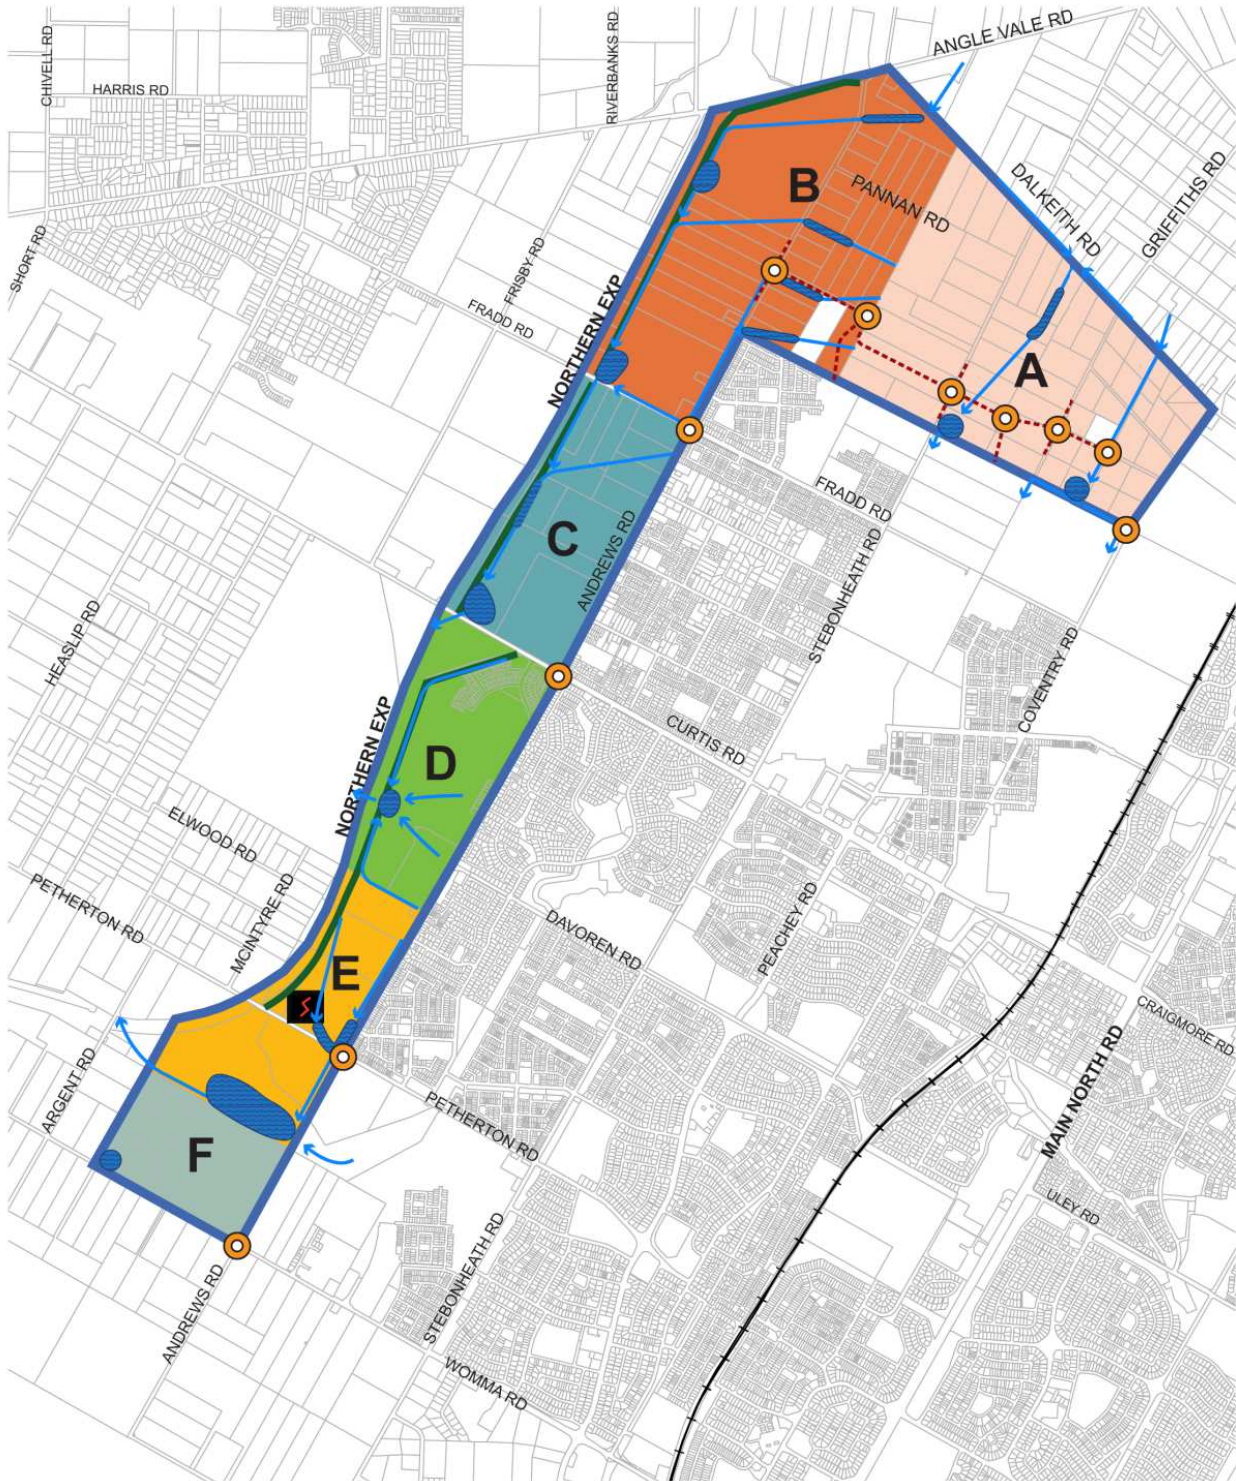 CHIVELL RD
HARRIS RD
RIVERBANKS RD
ANGLE VALE RD
DALKEITH RD
GRIFFITHS RD
B
PANNAN RD
SHORT RD
FRISBY RD
FRADD RD
NORTHERN EXP
A
FRADD RD
C
ANDREWS RD
STEBONHEATH RD
HEASLIP RD
COVENTRY RD
CURTIS RD
NORTHERN EXP
D
ELWOOD RD
PETHERTON RD
MCINTYRE RD
DAVOREN RD
PEACHEY RD
E
CRAIGMORE RD
MAIN NORTH RD
ARGENT RD
PETHERTON RD
F
ULEY RD
STEBONHEATH RD
ANDREWS RD
WOMMA RD